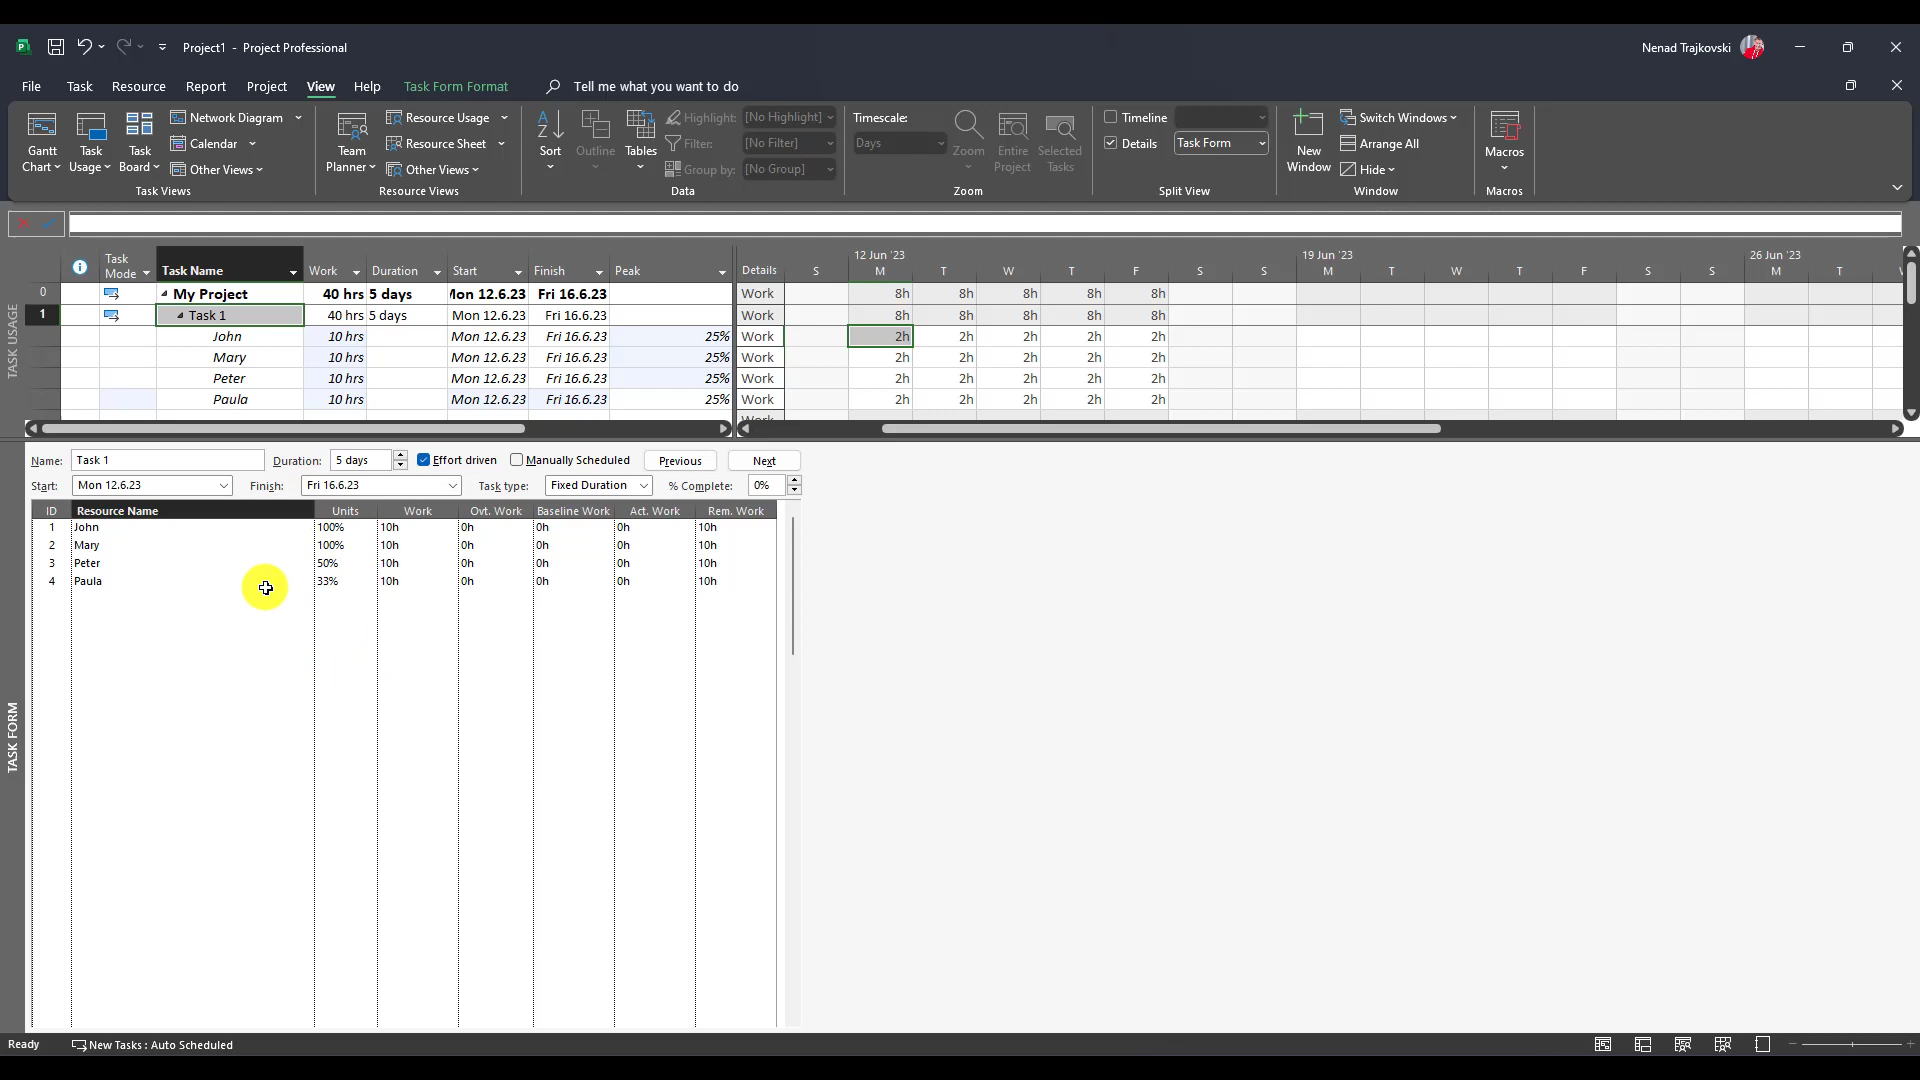 Project1 - Project Professional
Nenad Trajkovski
File Task Resource Report Project View Help Task Form Format Tell me what you want to do
Gantt Chart
Task Usage
Task Board
Network Diagram
Calendar
Other Views
Task Views
Team Planner
Resource Usage
Resource Sheet
Other Views
Resource Views
Sort
Outline
Tables
Highlight: [No Highlight]
Filter: [No Filter]
Group by: [No Group]
Data
Timescale:
Days
Zoom
Entire Project
Selected Tasks
Zoom
Timeline
Details Task Form
Split View
New Window
Switch Windows
Arrange All
Hide
Window
Macros
Macros
TASK USAGE
Task Mode Task Name Work Duration Start Finish Peak Details
12 Jun '23 19 Jun '23 26 Jun '23
S M T W T F S S M T W T F S S M T
0 My Project 40 hrs 5 days Mon 12.6.23 Fri 16.6.23 Work 8h 8h 8h 8h 8h
1 Task 1 40 hrs 5 days Mon 12.6.23 Fri 16.6.23 Work 8h 8h 8h 8h 8h
John 10 hrs Mon 12.6.23 Fri 16.6.23 25% Work 2h 2h 2h 2h 2h
Mary 10 hrs Mon 12.6.23 Fri 16.6.23 25% Work 2h 2h 2h 2h 2h
Peter 10 hrs Mon 12.6.23 Fri 16.6.23 25% Work 2h 2h 2h 2h 2h
Paula 10 hrs Mon 12.6.23 Fri 16.6.23 25% Work 2h 2h 2h 2h 2h
TASK FORM
Name: Task 1 Duration: 5 days Effort driven Manually Scheduled Previous Next
Start: Mon 12.6.23 Finish: Fri 16.6.23 Task type: Fixed Duration % Complete: 0%
ID Resource Name Units Work Ovt. Work Baseline Work Act. Work Rem. Work
1 John 100% 10h 0h 0h 0h 10h
2 Mary 100% 10h 0h 0h 0h 10h
3 Peter 50% 10h 0h 0h 0h 10h
4 Paula 33% 10h 0h 0h 0h 10h
Ready New Tasks : Auto Scheduled